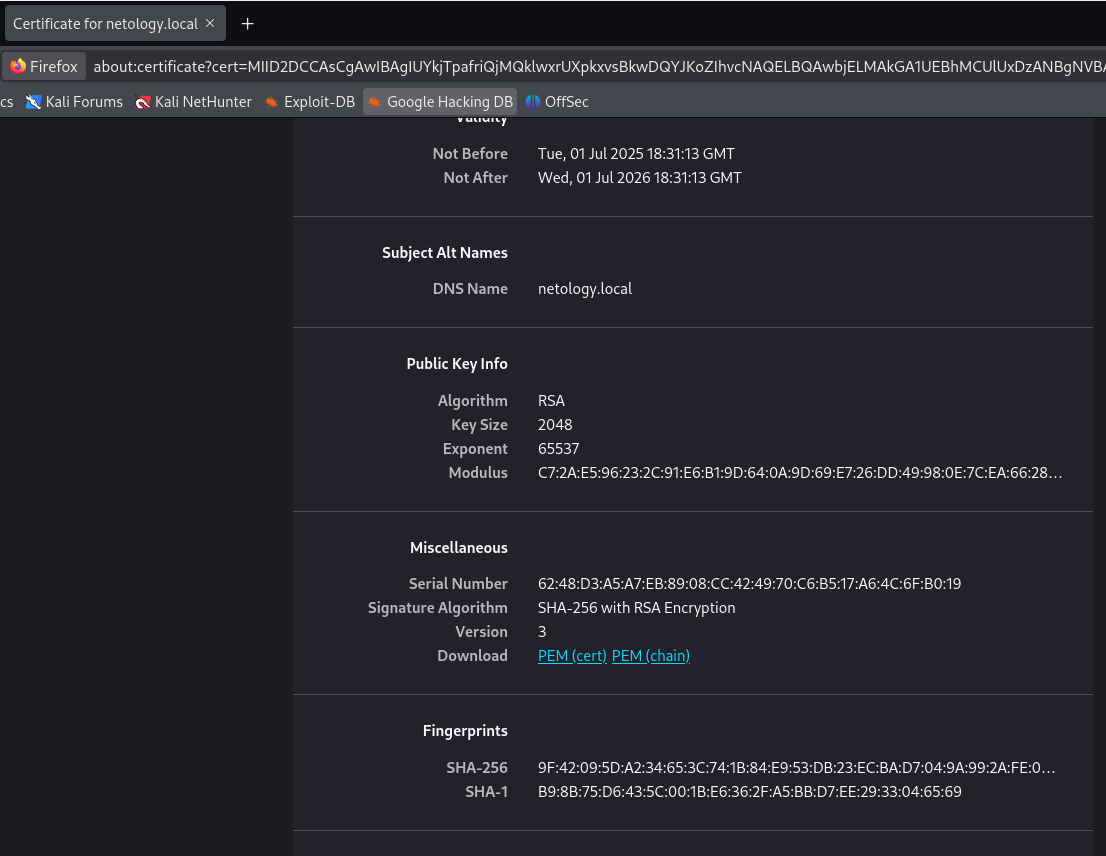 Certificate for netology.local × +
Firefox about:certificate?cert=MIID2DCCAsCgAwIBAgIUYkjTpafriQjMQklwxrUXpkxvsBkwDQYJKoZIhvcNAQELBQAwbjELMAkGA1UEBhMCUlUxDzANBgNVBA
cs Kali Forums Kali NetHunter Exploit-DB Google Hacking DB OffSec
Validity
Not Before Tue, 01 Jul 2025 18:31:13 GMT
Not After Wed, 01 Jul 2026 18:31:13 GMT
Subject Alt Names
DNS Name netology.local
Public Key Info
Algorithm RSA
Key Size 2048
Exponent 65537
Modulus C7:2A:E5:96:23:2C:91:E6:B1:9D:64:0A:9D:69:E7:26:DD:49:98:0E:7C:EA:66:28…
Miscellaneous
Serial Number 62:48:D3:A5:A7:EB:89:08:CC:42:49:70:C6:B5:17:A6:4C:6F:B0:19
Signature Algorithm SHA-256 with RSA Encryption
Version 3
Download PEM (cert) PEM (chain)
Fingerprints
SHA-256 9F:42:09:5D:A2:34:65:3C:74:1B:84:E9:53:DB:23:EC:BA:D7:04:9A:99:2A:FE:0…
SHA-1 B9:8B:75:D6:43:5C:00:1B:E6:36:2F:A5:BB:D7:EE:29:33:04:65:69